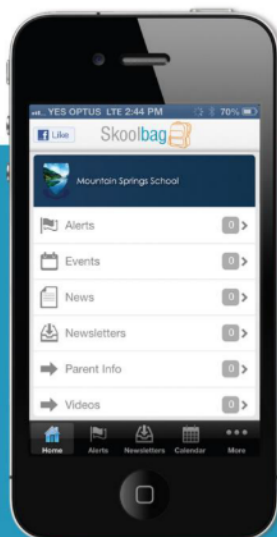 YES OPTUS LTE 2:44 PM 70%
Like Skoolbag
Mountain Springs School
Alerts 0
Events 0
News 0
Newsletters 0
Parent Info 0
Videos 0
Home Alerts Newsletters Calendar More